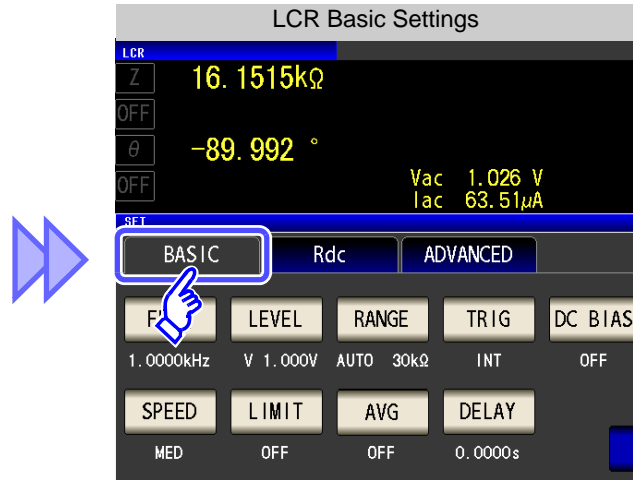 LCR Basic Settings
LCR
Z 16.1515kΩ
OFF
θ -89.992 °
OFF
Vac 1.026 V
Iac 63.51μA
SET
BASIC Rdc ADVANCED
LEVEL RANGE TRIG DC BIAS
1.0000kHz V 1.000V AUTO 30kΩ INT OFF
SPEED LIMIT AVG DELAY
MED OFF OFF 0.0000s